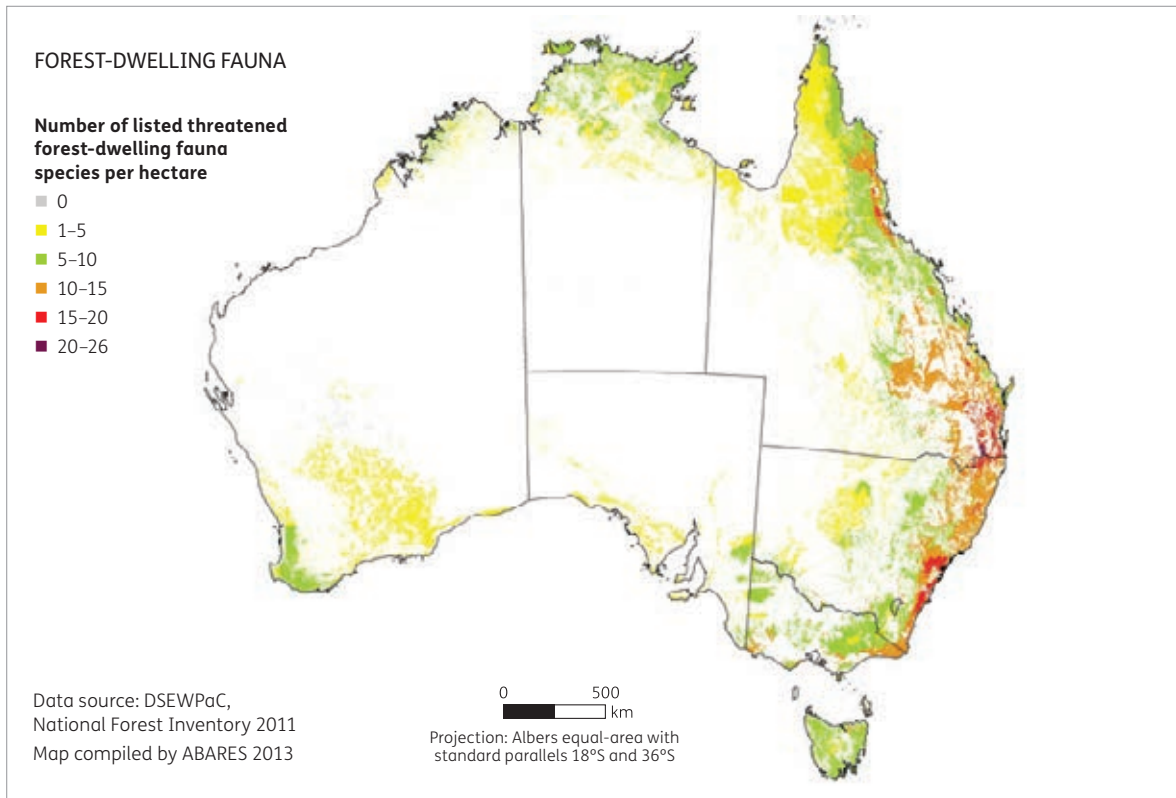 FOREST-DWELLING FAUNA
Number of listed threatened
forest-dwelling fauna
species per hectare
0
1–5
5–10
10–15
15–20
20–26
Data source: DSEWPaC,
National Forest Inventory 2011
Map compiled by ABARES 2013
0 500
km
Projection: Albers equal-area with
standard parallels 18°S and 36°S